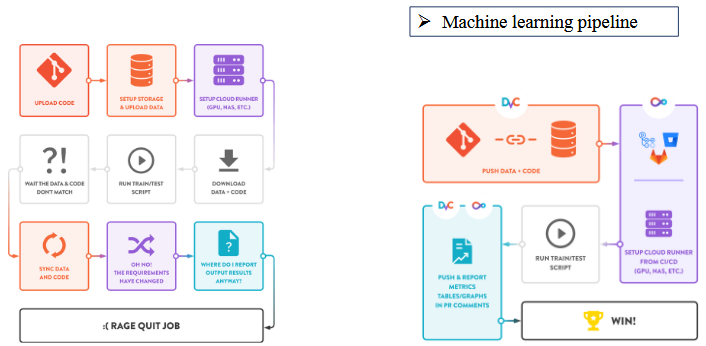 Machine learning pipeline
UPLOAD CODE
SETUP STORAGE
& UPLOAD DATA
SETUP CLOUD RUNNER
(GPU, NAS, ETC.)
?!
WAIT THE DATA & CODE
DON'T MATCH
RUN TRAIN/TEST
SCRIPT
DOWNLOAD
DATA + CODE
SYNC DATA
AND CODE
OH NO!
THE REQUIREMENTS
HAVE CHANGED
?
WHERE DO I REPORT
OUTPUT RESULTS
ANYWAY!
:( RAGE QUIT JOB
DVC
PUSH DATA + CODE
SETUP CLOUD RUNNER
FROM CI/CD
(GPU, NAS, ETC.)
RUN TRAIN/TEST
SCRIPT
DVC
PUSH & REPORT
METRICS
TABLES/GRAPHS
IN PR COMMENTS
WIN!